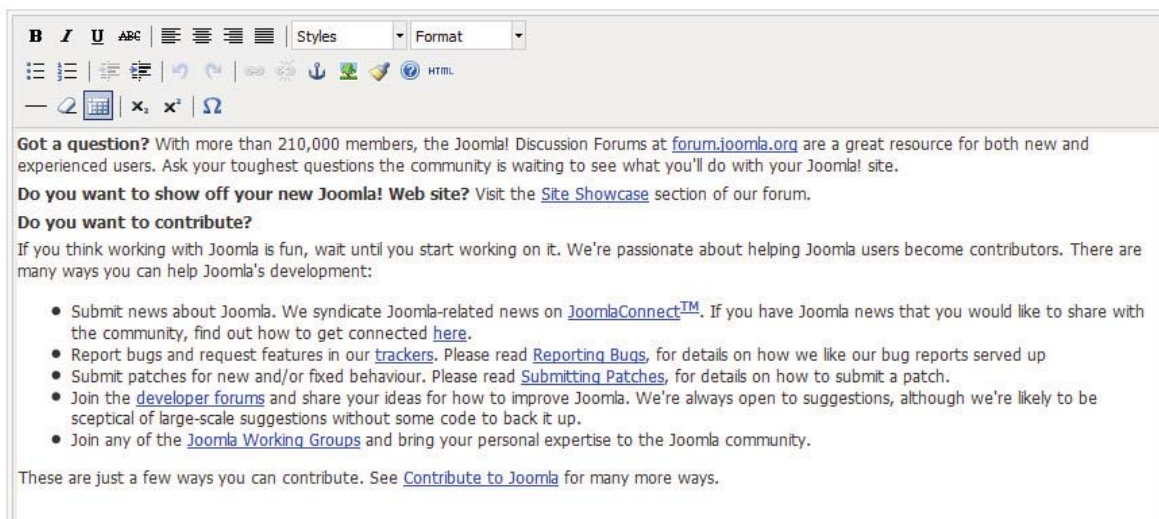 B I U ABC Styles Format
HTML
x₂ x² Ω
Got a question? With more than 210,000 members, the Joomla! Discussion Forums at forum.joomla.org are a great resource for both new and
experienced users. Ask your toughest questions the community is waiting to see what you'll do with your Joomla! site.
Do you want to show off your new Joomla! Web site? Visit the Site Showcase section of our forum.
Do you want to contribute?
If you think working with Joomla is fun, wait until you start working on it. We're passionate about helping Joomla users become contributors. There are
many ways you can help Joomla's development:
• Submit news about Joomla. We syndicate Joomla-related news on JoomlaConnect™. If you have Joomla news that you would like to share with
the community, find out how to get connected here.
• Report bugs and request features in our trackers. Please read Reporting Bugs, for details on how we like our bug reports served up
• Submit patches for new and/or fixed behaviour. Please read Submitting Patches, for details on how to submit a patch.
• Join the developer forums and share your ideas for how to improve Joomla. We're always open to suggestions, although we're likely to be
sceptical of large-scale suggestions without some code to back it up.
• Join any of the Joomla Working Groups and bring your personal expertise to the Joomla community.
These are just a few ways you can contribute. See Contribute to Joomla for many more ways.